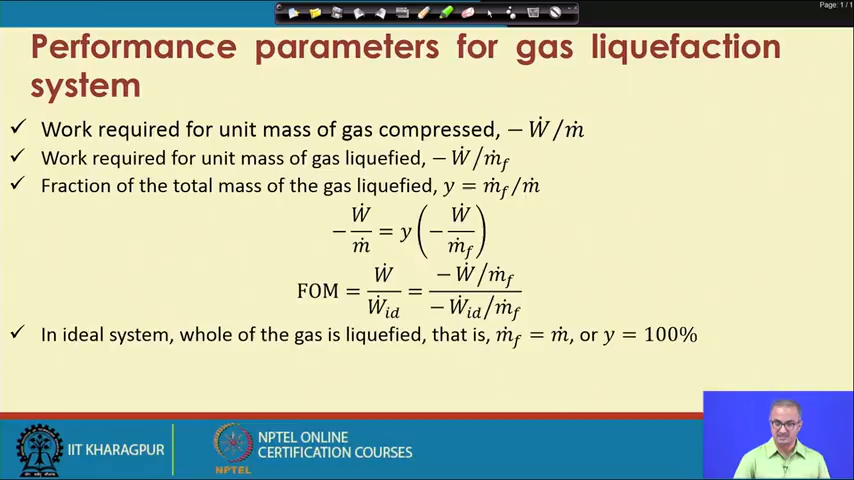 Page: 1 / 1
Performance parameters for gas liquefaction
system
✓ Work required for unit mass of gas compressed, −Ẇ/ṁ
✓ Work required for unit mass of gas liquefied, −Ẇ/ṁ_f
✓ Fraction of the total mass of the gas liquefied, y = ṁ_f/ṁ
−Ẇ/ṁ = y(−Ẇ/ṁ_f)
FOM = Ẇ/Ẇ_id = (−Ẇ/ṁ_f)/(−Ẇ_id/ṁ_f)
✓ In ideal system, whole of the gas is liquefied, that is, ṁ_f = ṁ, or y = 100%
IIT KHARAGPUR
NPTEL
NPTEL ONLINE
CERTIFICATION COURSES